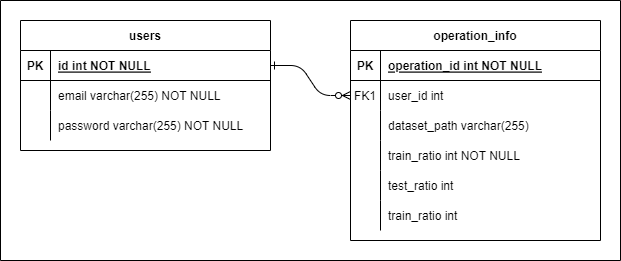 users
PK id int NOT NULL
email varchar(255) NOT NULL
password varchar(255) NOT NULL
operation_info
PK operation_id int NOT NULL
FK1 user_id int
dataset_path varchar(255)
train_ratio int NOT NULL
test_ratio int
train_ratio int